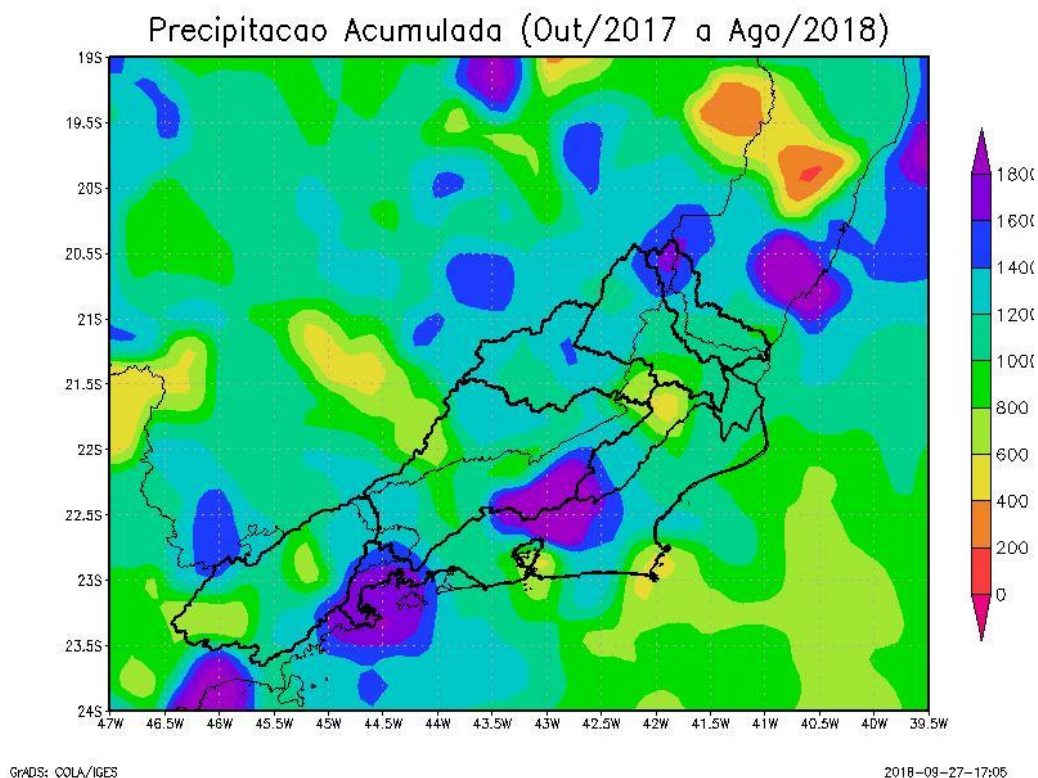 Precipitacao Acumulada (Out/2017 a Ago/2018)
19S
19.5S
20S
20.5S
21S
21.5S
22S
22.5S
23S
23.5S
24S
47W 46.5W 46W 45.5W 45W 44.5W 44W 43.5W 43W 42.5W 42W 41.5W 41W 40.5W 40W 39.5W
1800
1600
1400
1200
1000
800
600
400
200
0
GrADS: COLA/IGES
2018-09-27-17:05